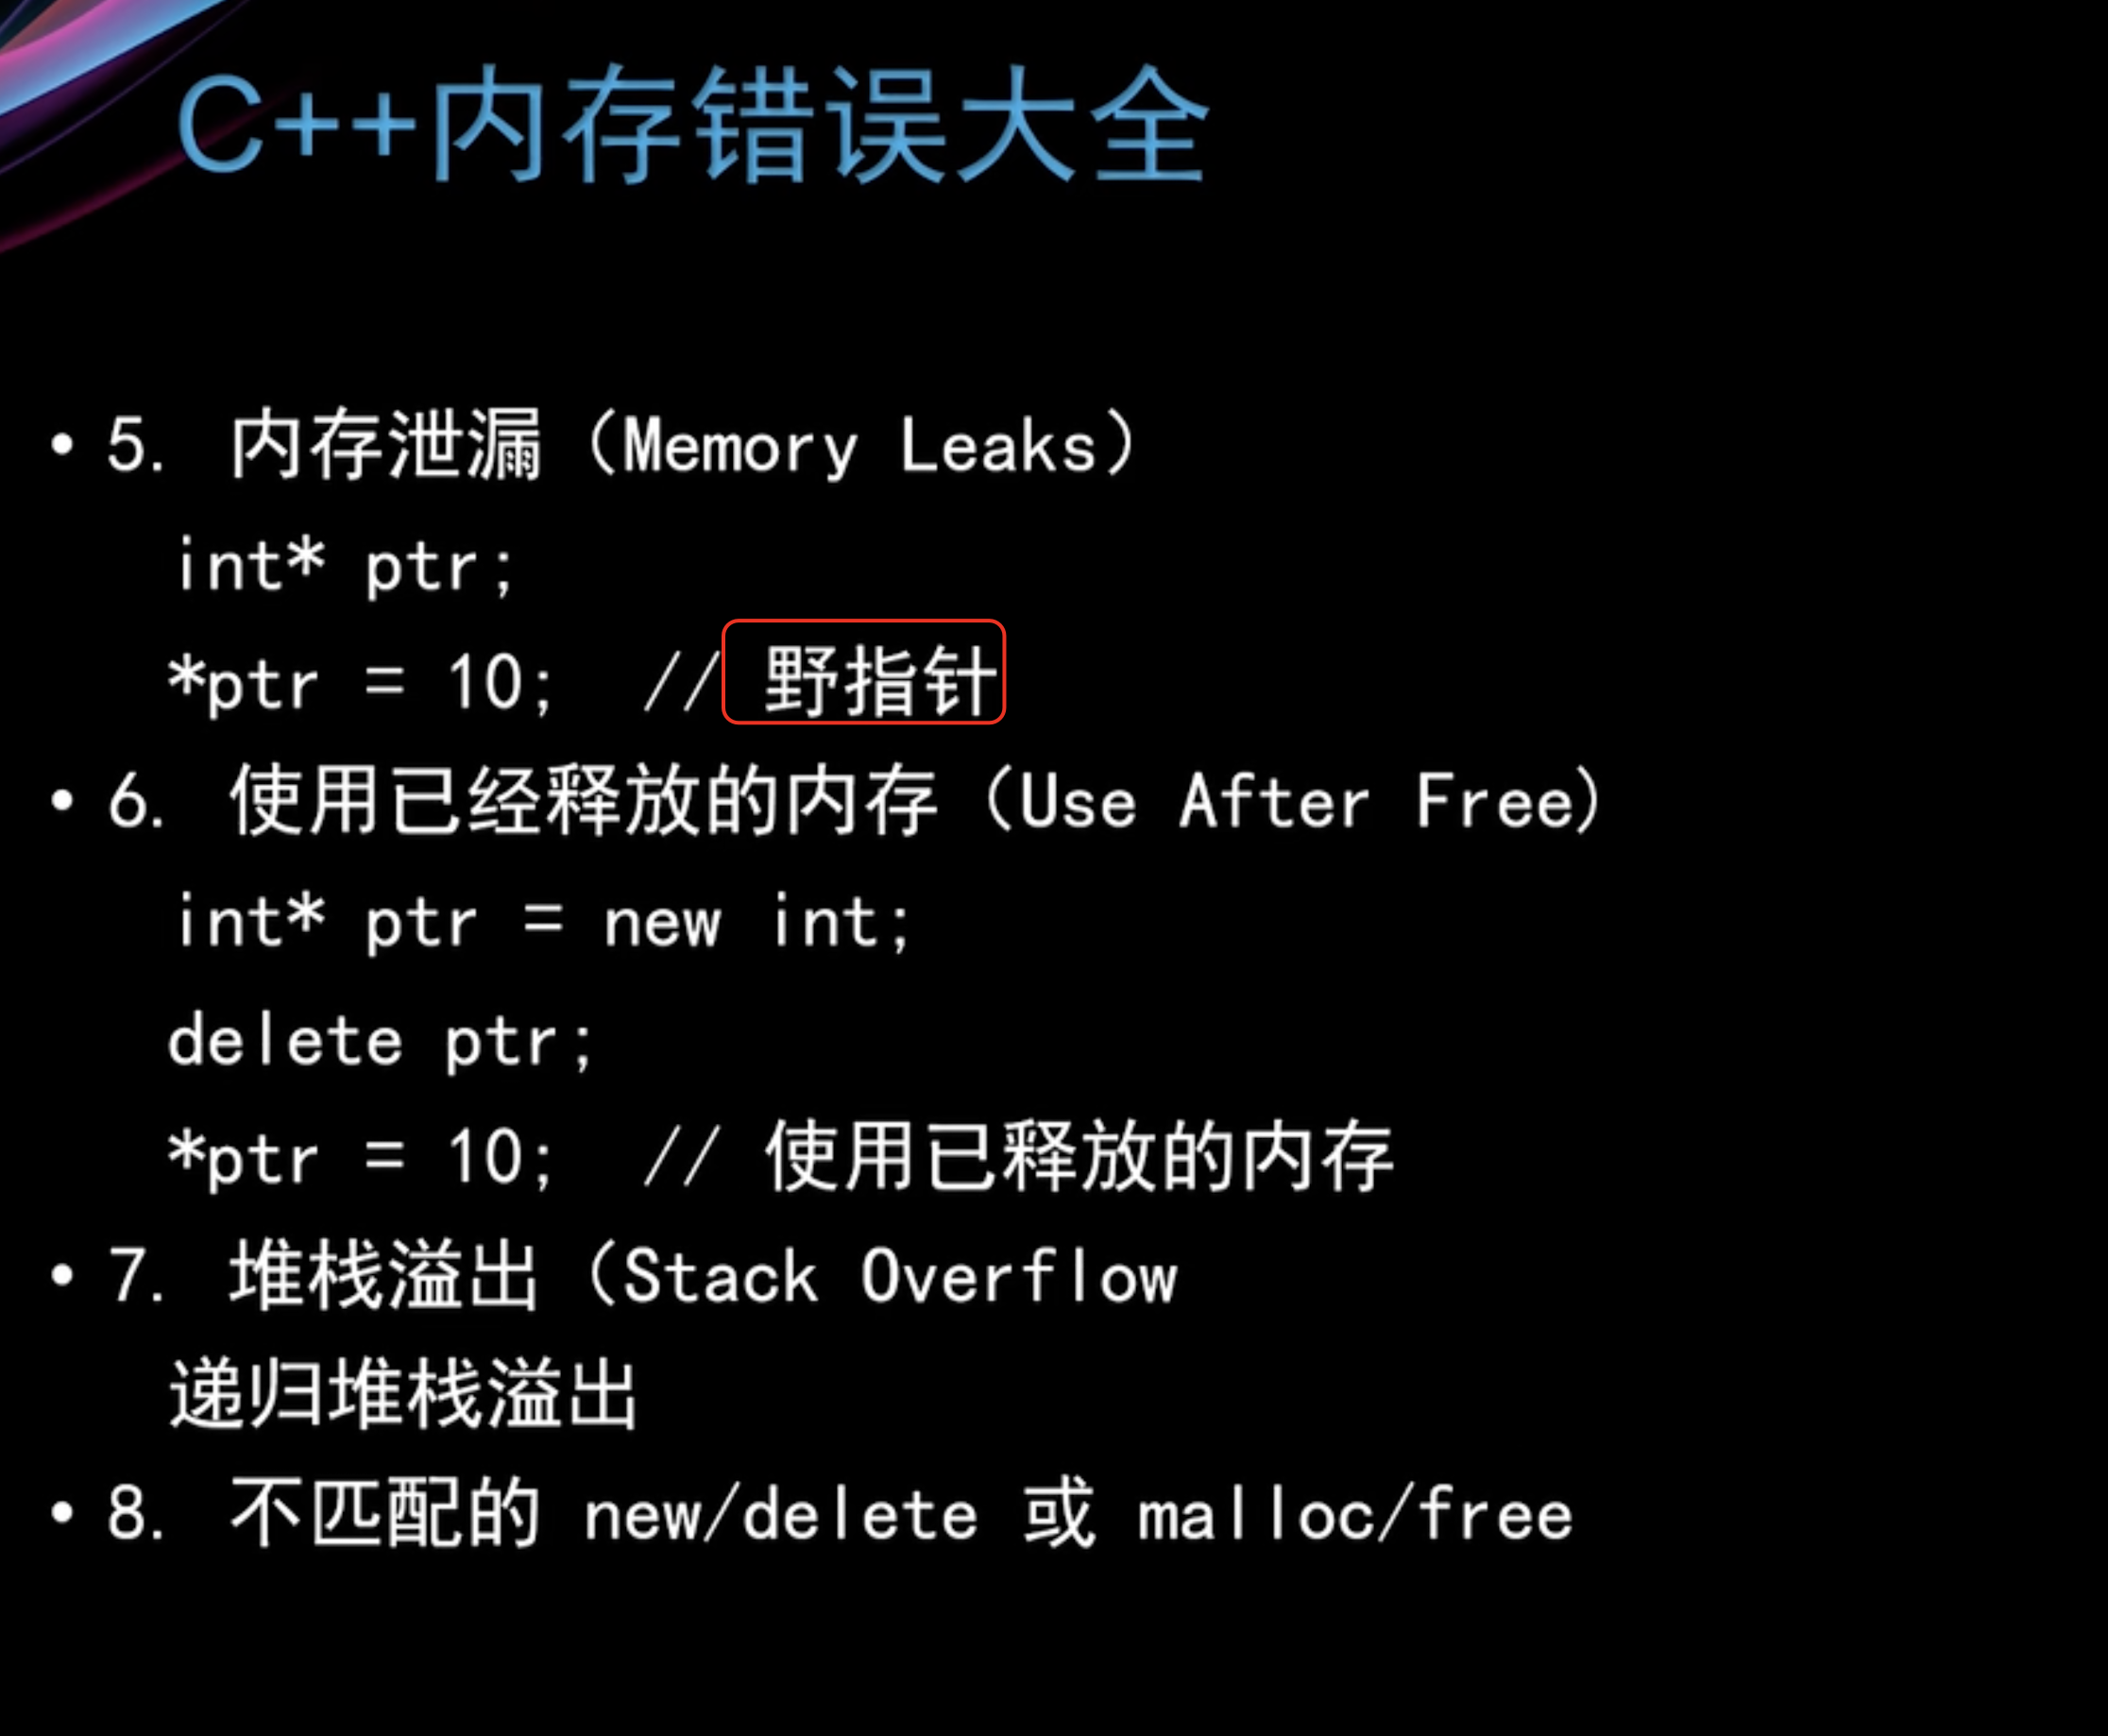 C++内存错误大全
• 5. 内存泄漏（Memory Leaks）
int* ptr;
*ptr = 10;  // 野指针
• 6. 使用已经释放的内存（Use After Free）
int* ptr = new int;
delete ptr;
*ptr = 10;  // 使用已释放的内存
• 7. 堆栈溢出（Stack Overflow
递归堆栈溢出
• 8. 不匹配的 new/delete 或 malloc/free